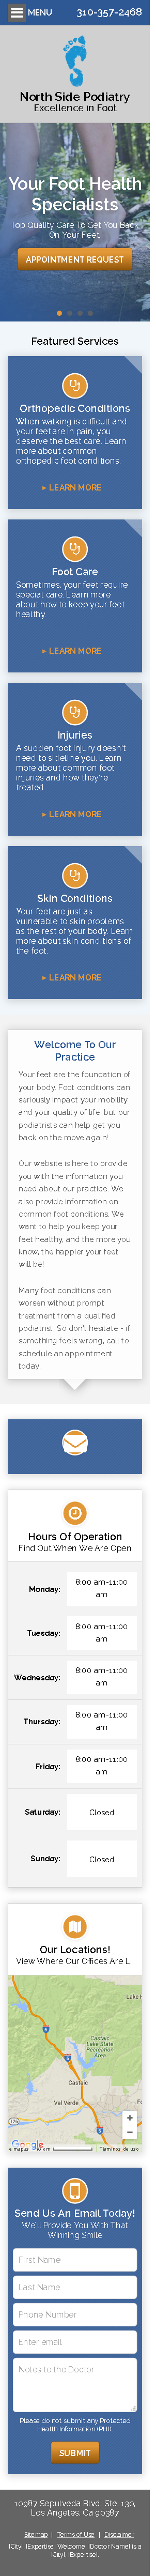 MENU 310-357-2468
North Side Podiatry
Excellence in Foot
Your Foot Health
Specialists
Top Quality Care To Get You Back
On Your Feet.
APPOINTMENT REQUEST
Featured Services
Orthopedic Conditions
When walking is difficult and
your feet are in pain, you
deserve the best care. Learn
more about common
orthopedic foot conditions.
LEARN MORE
Foot Care
Sometimes, your feet require
special care. Learn more
about how to keep your feet
healthy.
LEARN MORE
Injuries
A sudden foot injury doesn't
need to sideline you. Learn
more about common foot
injuries and how they're
treated.
LEARN MORE
Skin Conditions
Your feet are just as
vulnerable to skin problems
as the rest of your body. Learn
more about skin conditions of
the foot.
LEARN MORE
Welcome To Our
Practice
Your feet are the foundation of
your body. Foot conditions can
seriously impact your mobility
and your quality of life, but our
podiatrists can help get you
back on the move again!
Our website is here to provide
you with the information you
need about our practice. We
also provide information on
common foot conditions. We
want to help you keep your
feet healthy, and the more you
know, the happier your feet
will be!
Many foot conditions can
worsen without prompt
treatment from a qualified
podiatrist. So don't hesitate - if
something feels wrong, call to
schedule an appointment
today.
Hours Of Operation
Find Out When We Are Open
Monday: 8:00 am-11:00
am
Tuesday: 8:00 am-11:00
am
Wednesday: 8:00 am-11:00
am
Thursday: 8:00 am-11:00
am
Friday: 8:00 am-11:00
am
Saturday: Closed
Sunday: Closed
Our Locations!
View Where Our Offices Are L...
Lake H
Castaic
Lake State
Recreation
Area
Castaic
Val Verde
126
5
5
+
−
Google
Términos de uso
Send Us An Email Today!
We'll Provide You With That
Winning Smile
First Name
Last Name
Phone Number
Enter email
Notes to the Doctor
Please do not submit any Protected
Health Information (PHI).
SUBMIT
10987 Sepulveda Blvd. Ste. 130,
Los Angeles, Ca 90387
Sitemap | Terms of Use | Disclaimer
[City], [Expertise] Welcome, [Doctor Name] is a
[City], [Expertise].